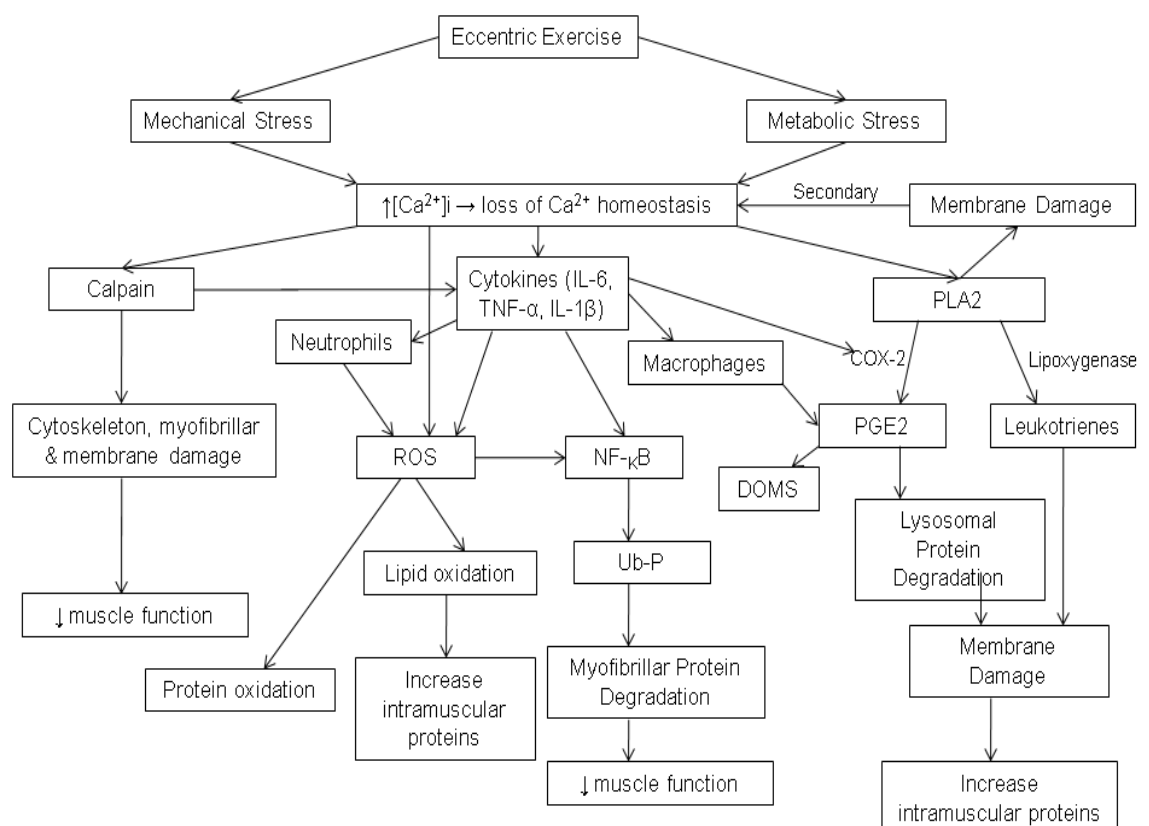 Eccentric Exercise
Mechanical Stress
Metabolic Stress
↑[Ca²⁺]i → loss of Ca²⁺ homeostasis
Secondary
Membrane Damage
Calpain
Cytokines (IL-6,
TNF-α, IL-1β)
PLA2
Neutrophils
Macrophages
COX-2
Lipoxygenase
Cytoskeleton, myofibrillar
& membrane damage
ROS
NF-κB
PGE2
Leukotrienes
DOMS
Lysosomal
Protein
Degradation
Lipid oxidation
Ub-P
↓ muscle function
Protein oxidation
Increase
intramuscular
proteins
Myofibrillar Protein
Degradation
Membrane
Damage
↓ muscle function
Increase
intramuscular proteins